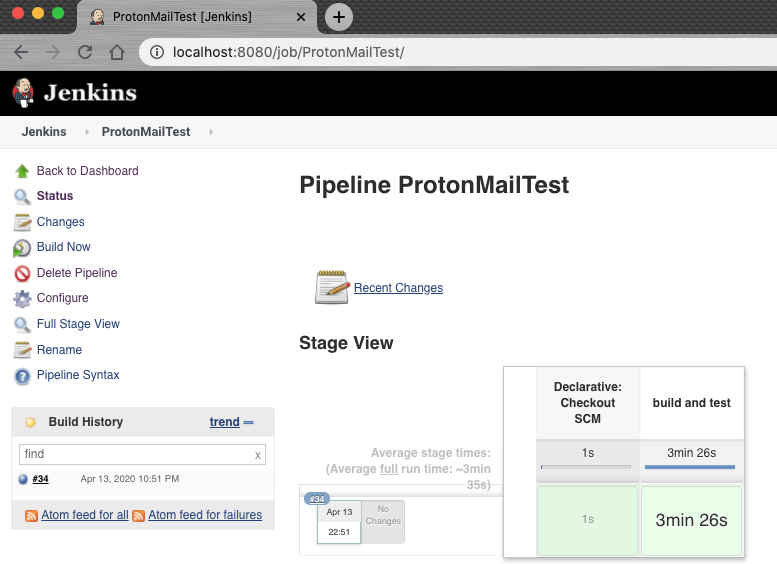 ProtonMailTest [Jenkins]
localhost:8080/job/ProtonMailTest/
Jenkins
Jenkins
ProtonMailTest
Back to Dashboard
Status
Changes
Build Now
Delete Pipeline
Configure
Full Stage View
Rename
Pipeline Syntax
Build History
trend
find
x
#34
Apr 13, 2020 10:51 PM
Atom feed for all
Atom feed for failures
Pipeline ProtonMailTest
Recent Changes
Stage View
Declarative:
Checkout
SCM
build and test
Average stage times:
(Average full run time: ~3min
35s)
1s
3min 26s
#34
Apr 13
22:51
No
Changes
1s
3min 26s